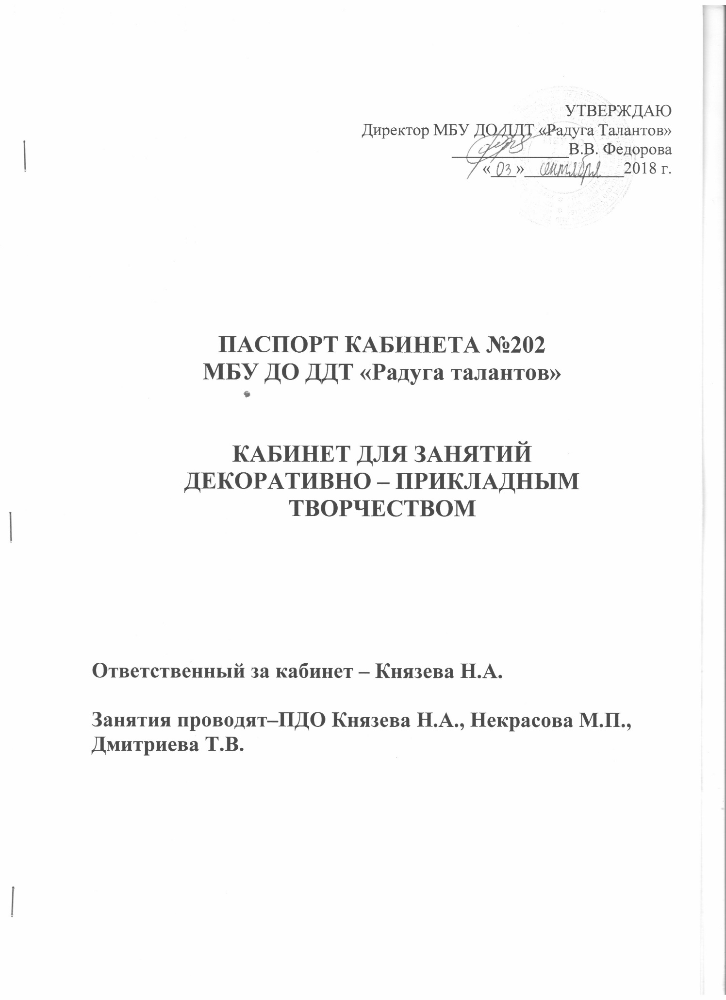 УТВЕРЖДАЮ
Директор МБУ ДО ДДТ «Радуга Талантов»
______________В.В. Федорова
«03» сентября 2018 г.
ПАСПОРТ КАБИНЕТА №202
МБУ ДО ДДТ «Радуга талантов»
КАБИНЕТ ДЛЯ ЗАНЯТИЙ
ДЕКОРАТИВНО – ПРИКЛАДНЫМ
ТВОРЧЕСТВОМ
Ответственный за кабинет – Князева Н.А.
Занятия проводят–ПДО Князева Н.А., Некрасова М.П.,
Дмитриева Т.В.